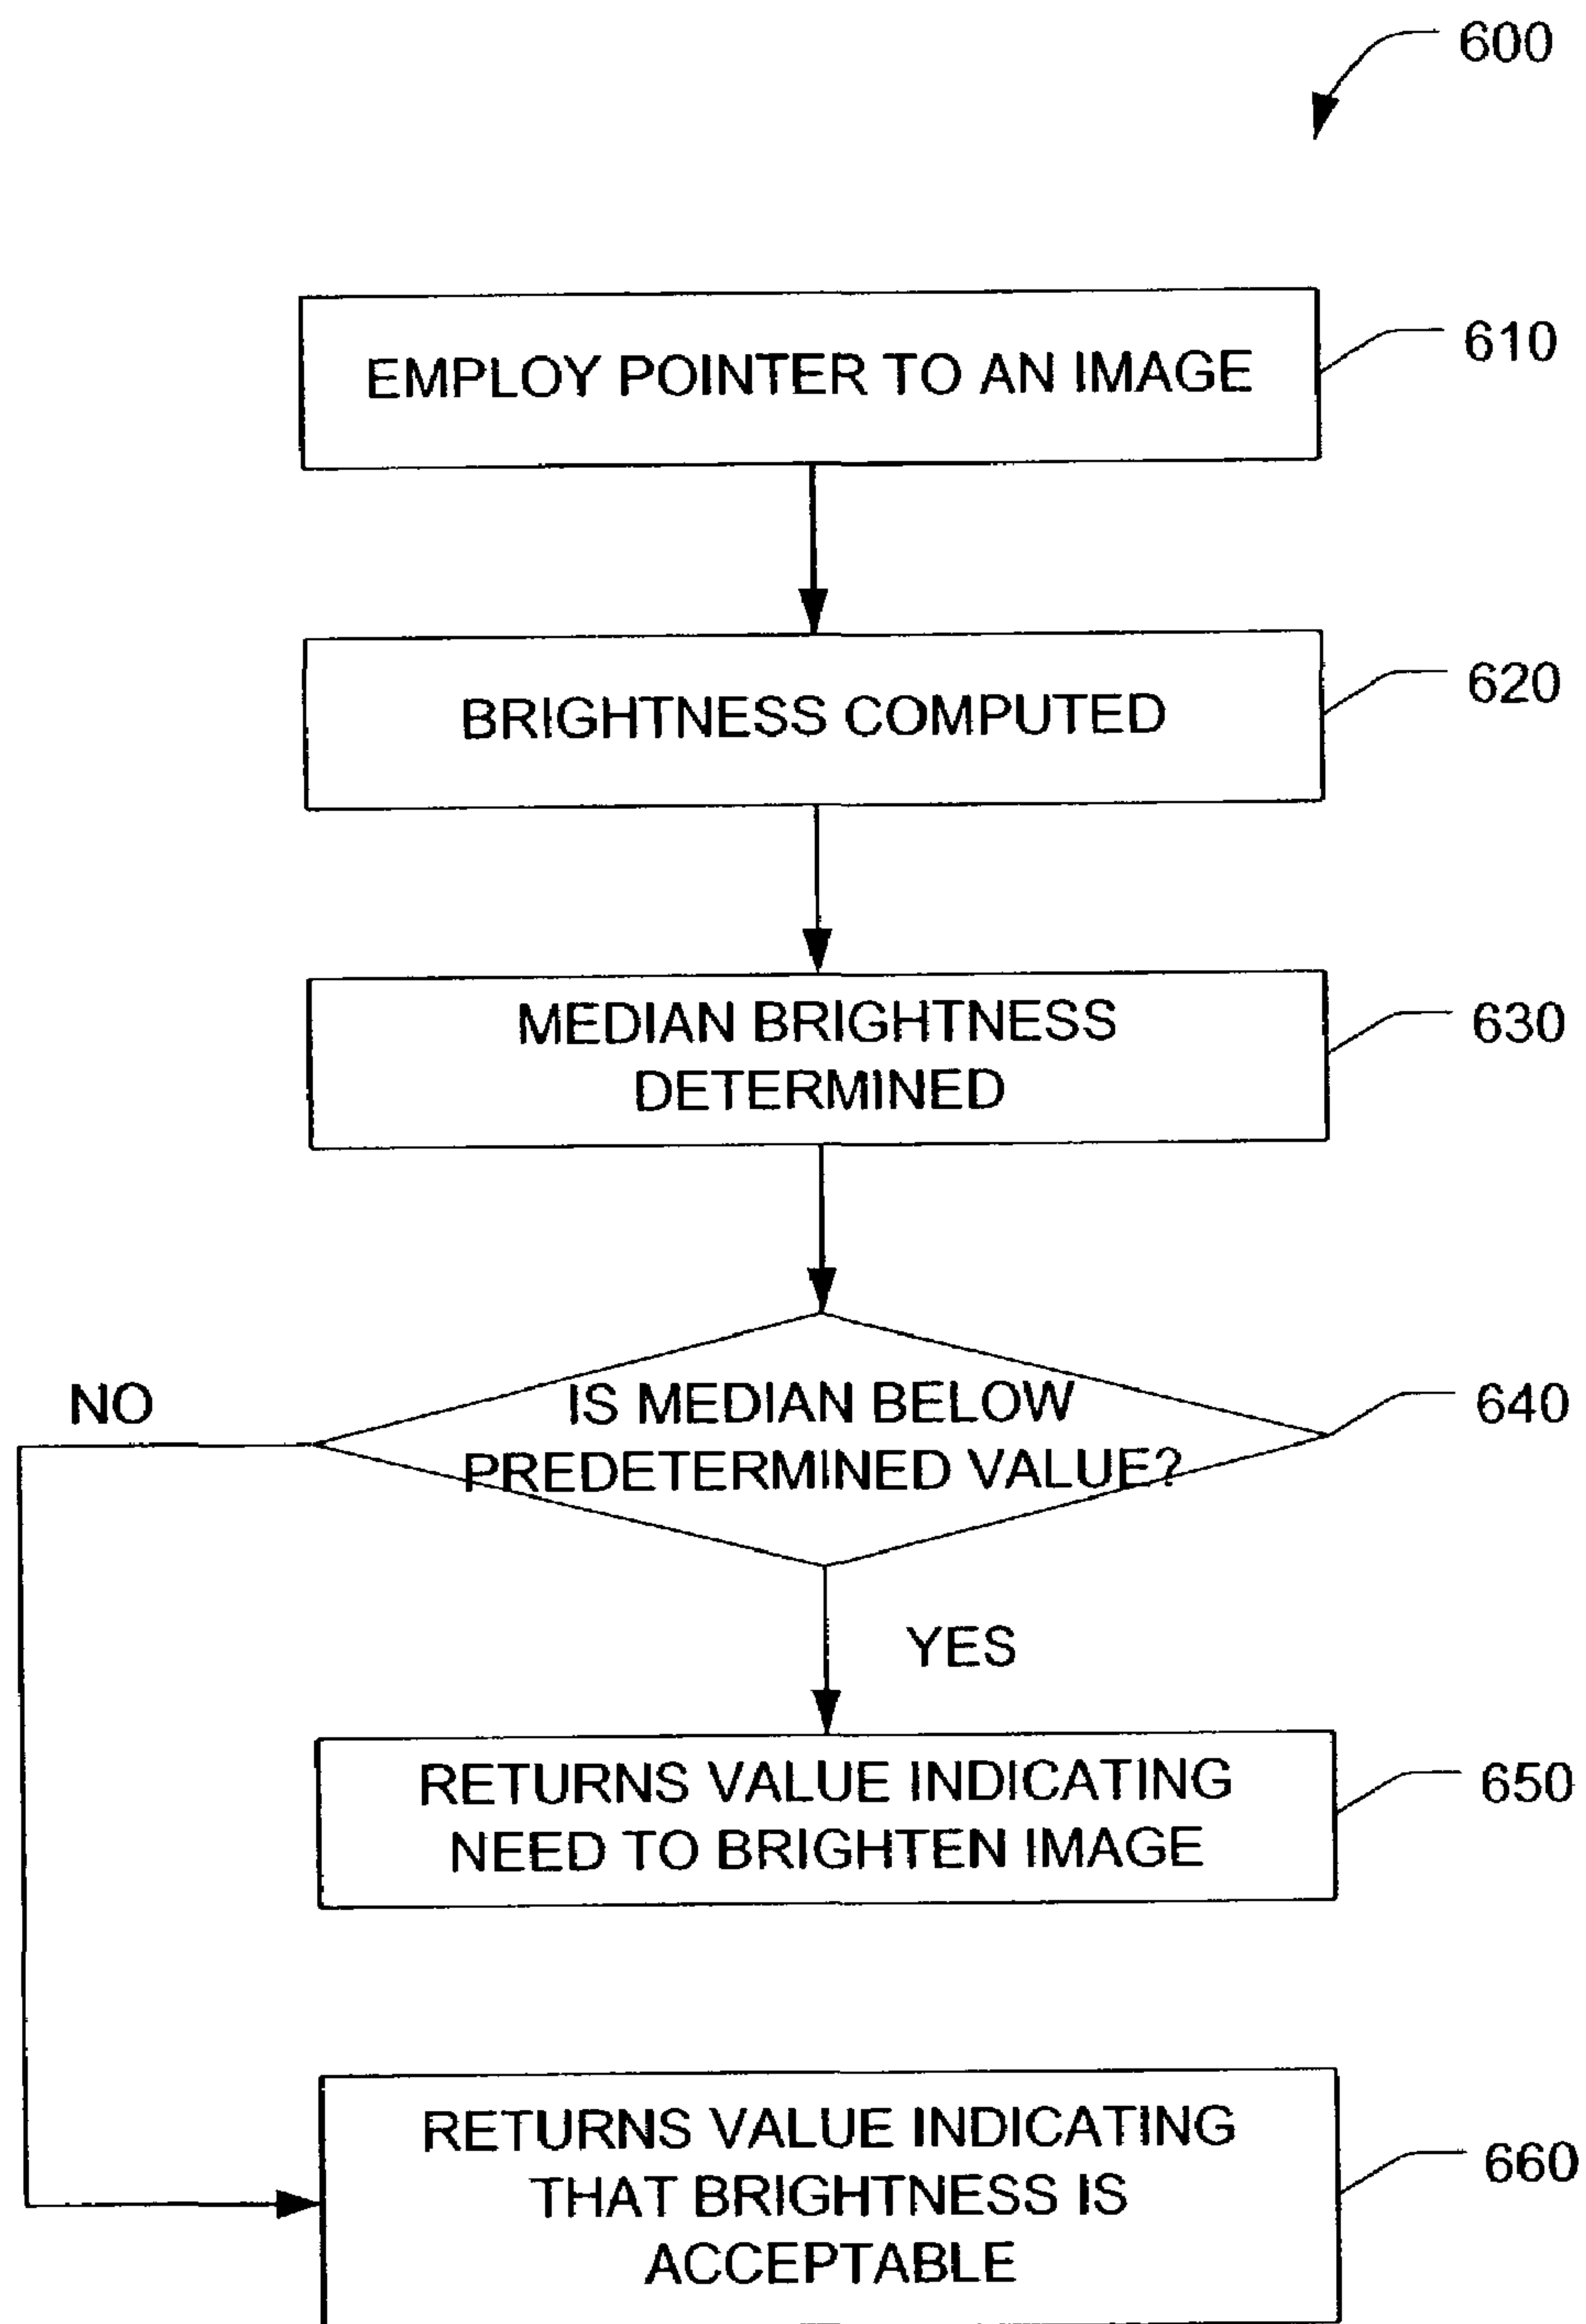 600
EMPLOY POINTER TO AN IMAGE
610
BRIGHTNESS COMPUTED
620
MEDIAN BRIGHTNESS
DETERMINED
630
NO
IS MEDIAN BELOW
PREDETERMINED VALUE?
640
YES
RETURNS VALUE INDICATING
NEED TO BRIGHTEN IMAGE
650
RETURNS VALUE INDICATING
THAT BRIGHTNESS IS
ACCEPTABLE
660